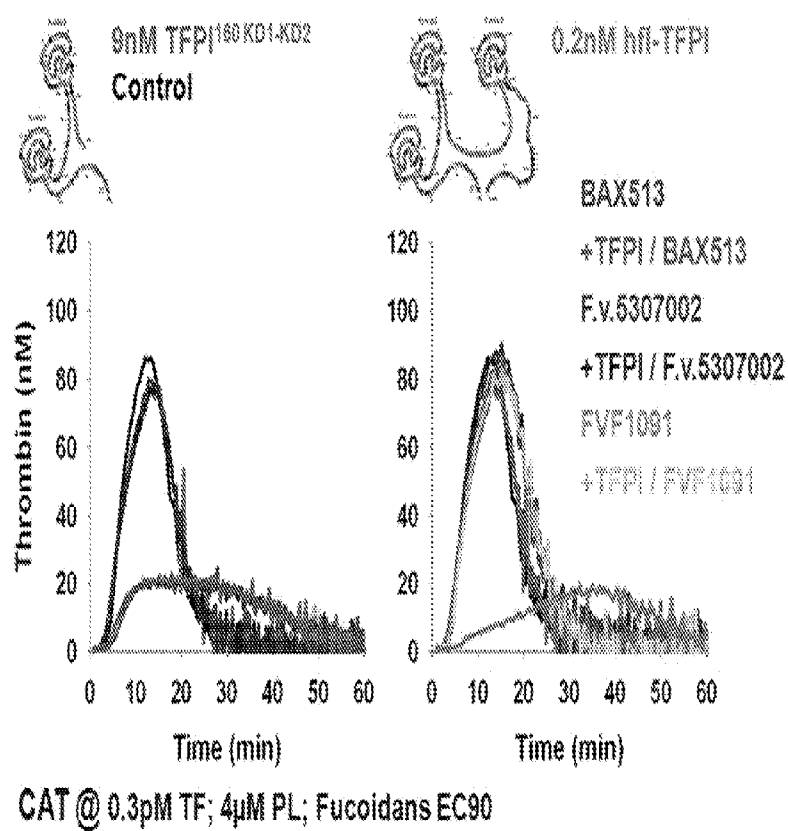 9nM TFPI¹⁶⁰ KD1-KD2
Control
0.2nM hfl-TFPI
BAX513
+TFPI / BAX513
F.v.5307002
+TFPI / F.v.5307002
FVF1091
+TFPI / FVF1091
Thrombin (nM)
120
100
80
60
40
20
0
0 10 20 30 40 50 60
Time (min)
120
100
80
60
40
20
0
0 10 20 30 40 50 60
Time (min)
CAT @ 0.3pM TF; 4µM PL; Fucoidans EC90